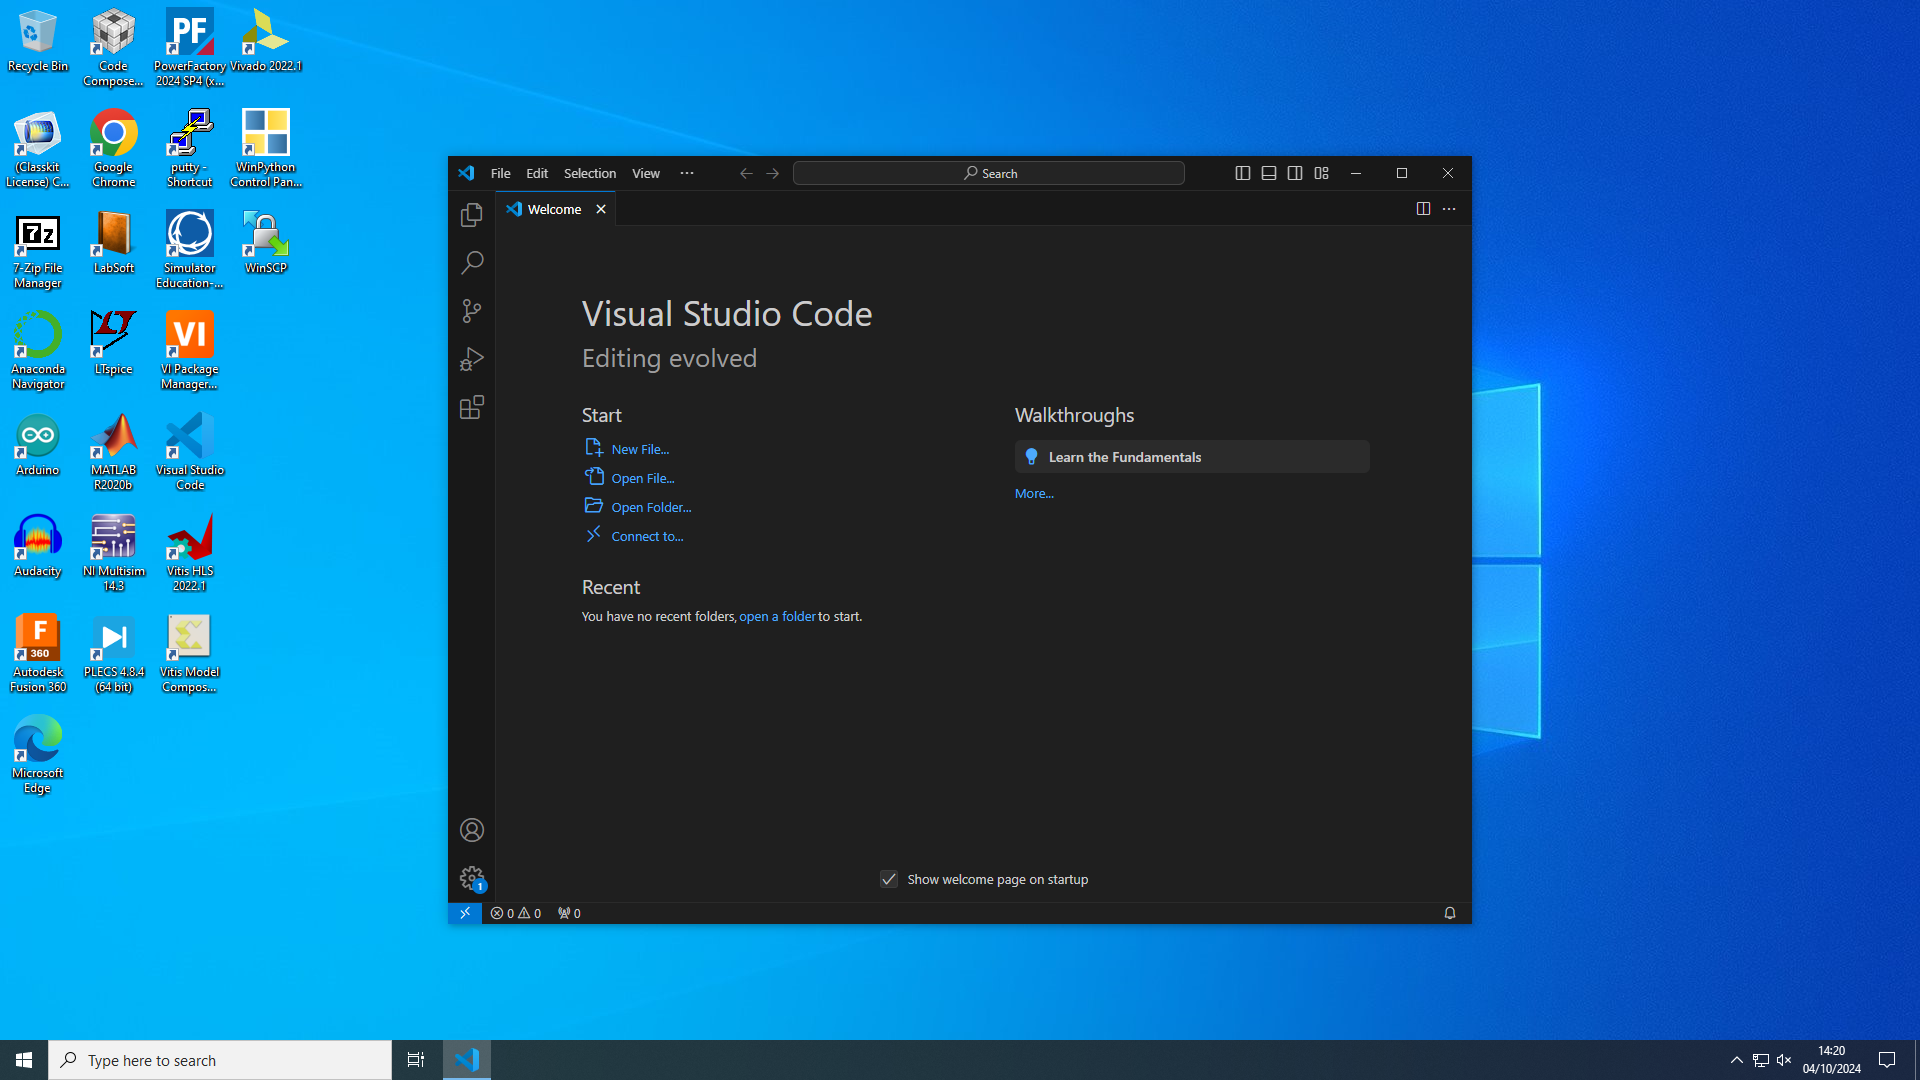 Recycle Bin
Code
Compose...
PF
PowerFactory
2024 SP4 (x...
Vivado 2022.1
(Classkit
License) C...
Google
Chrome
putty -
Shortcut
WinPython
Control Pan...
7z
7-Zip File
Manager
LabSoft
Simulator
Education-...
WinSCP
Anaconda
Navigator
LT
LTspice
VI
VI Package
Manager...
Arduino
MATLAB
R2020b
Visual Studio
Code
Audacity
NI Multisim
14.3
Vitis HLS
2022.1
F
360
Autodesk
Fusion 360
PLECS 4.8.4
(64 bit)
Vitis Model
Compos...
Microsoft
Edge
File Edit Selection View ···
Search
Welcome
Visual Studio Code
Editing evolved
Start
New File...
Open File...
Open Folder...
Connect to...
Recent
You have no recent folders, open a folder to start.
Walkthroughs
Learn the Fundamentals
More...
Show welcome page on startup
1
0 0 0
Type here to search
14:20
04/10/2024